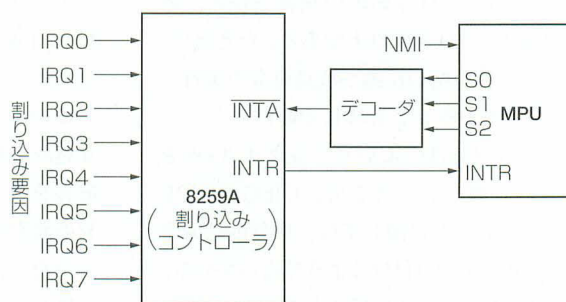 割り込み要因
IRQ0
IRQ1
IRQ2
IRQ3
IRQ4
IRQ5
IRQ6
IRQ7
INTA
INTR
8259A
割り込み
コントローラ
デコーダ
NMI
S0
S1
S2
MPU
INTR